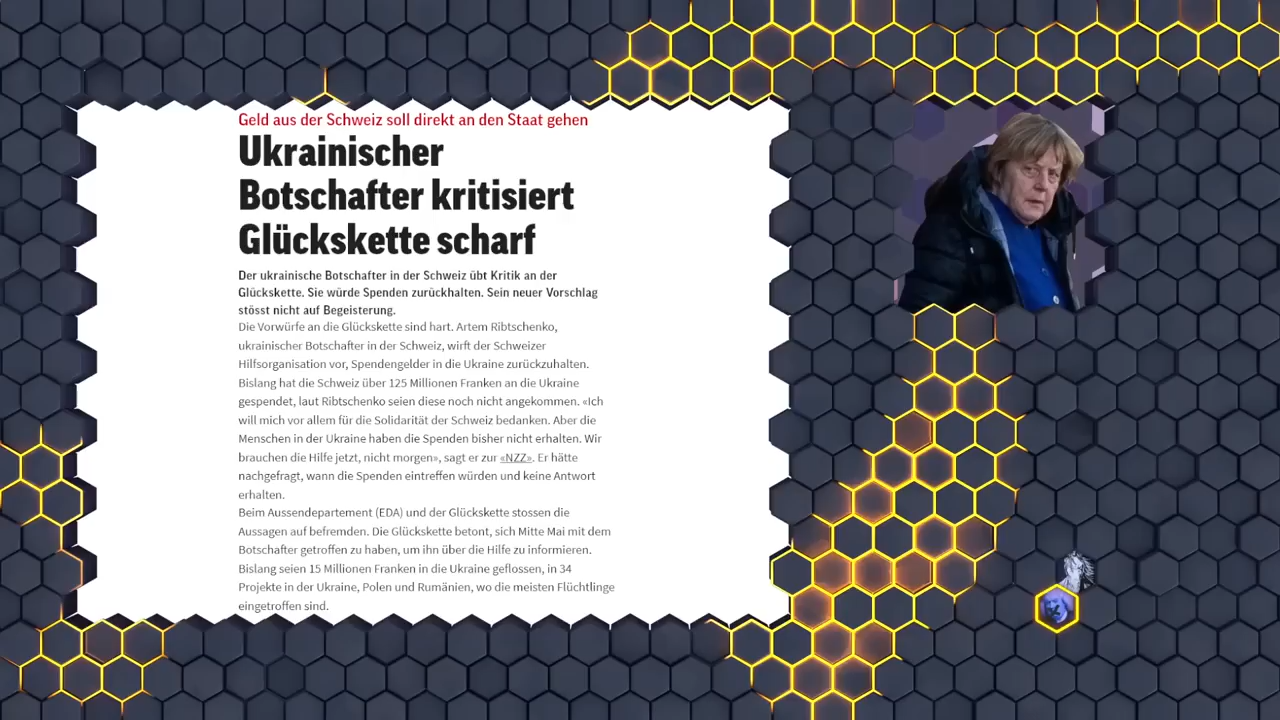 Geld aus der Schweiz soll direkt an den Staat gehen
Ukrainischer
Botschafter kritisiert
Glückskette scharf
Der ukrainische Botschafter in der Schweiz übt Kritik an der
Glückskette. Sie würde Spenden zurückhalten. Sein neuer Vorschlag
stösst nicht auf Begeisterung.
Die Vorwürfe an die Glückskette sind hart. Artem Ribtschenko,
ukrainischer Botschafter in der Schweiz, wirft der Schweizer
Hilfsorganisation vor, Spendengelder in die Ukraine zurückzuhalten.
Bislang hat die Schweiz über 125 Millionen Franken an die Ukraine
gespendet, laut Ribtschenko seien diese noch nicht angekommen. «Ich
will mich vor allem für die Solidarität der Schweiz bedanken. Aber die
Menschen in der Ukraine haben die Spenden bisher nicht erhalten. Wir
brauchen die Hilfe jetzt, nicht morgen», sagt er zur «NZZ». Er hätte
nachgefragt, wann die Spenden eintreffen würden und keine Antwort
erhalten.
Beim Aussendepartement (EDA) und der Glückskette stossen die
Aussagen auf befremden. Die Glückskette betont, sich Mitte Mai mit dem
Botschafter getroffen zu haben, um ihn über die Hilfe zu informieren.
Bislang seien 15 Millionen Franken in die Ukraine geflossen, in 34
Projekte in der Ukraine, Polen und Rumänien, wo die meisten Flüchtlinge
eingetroffen sind.